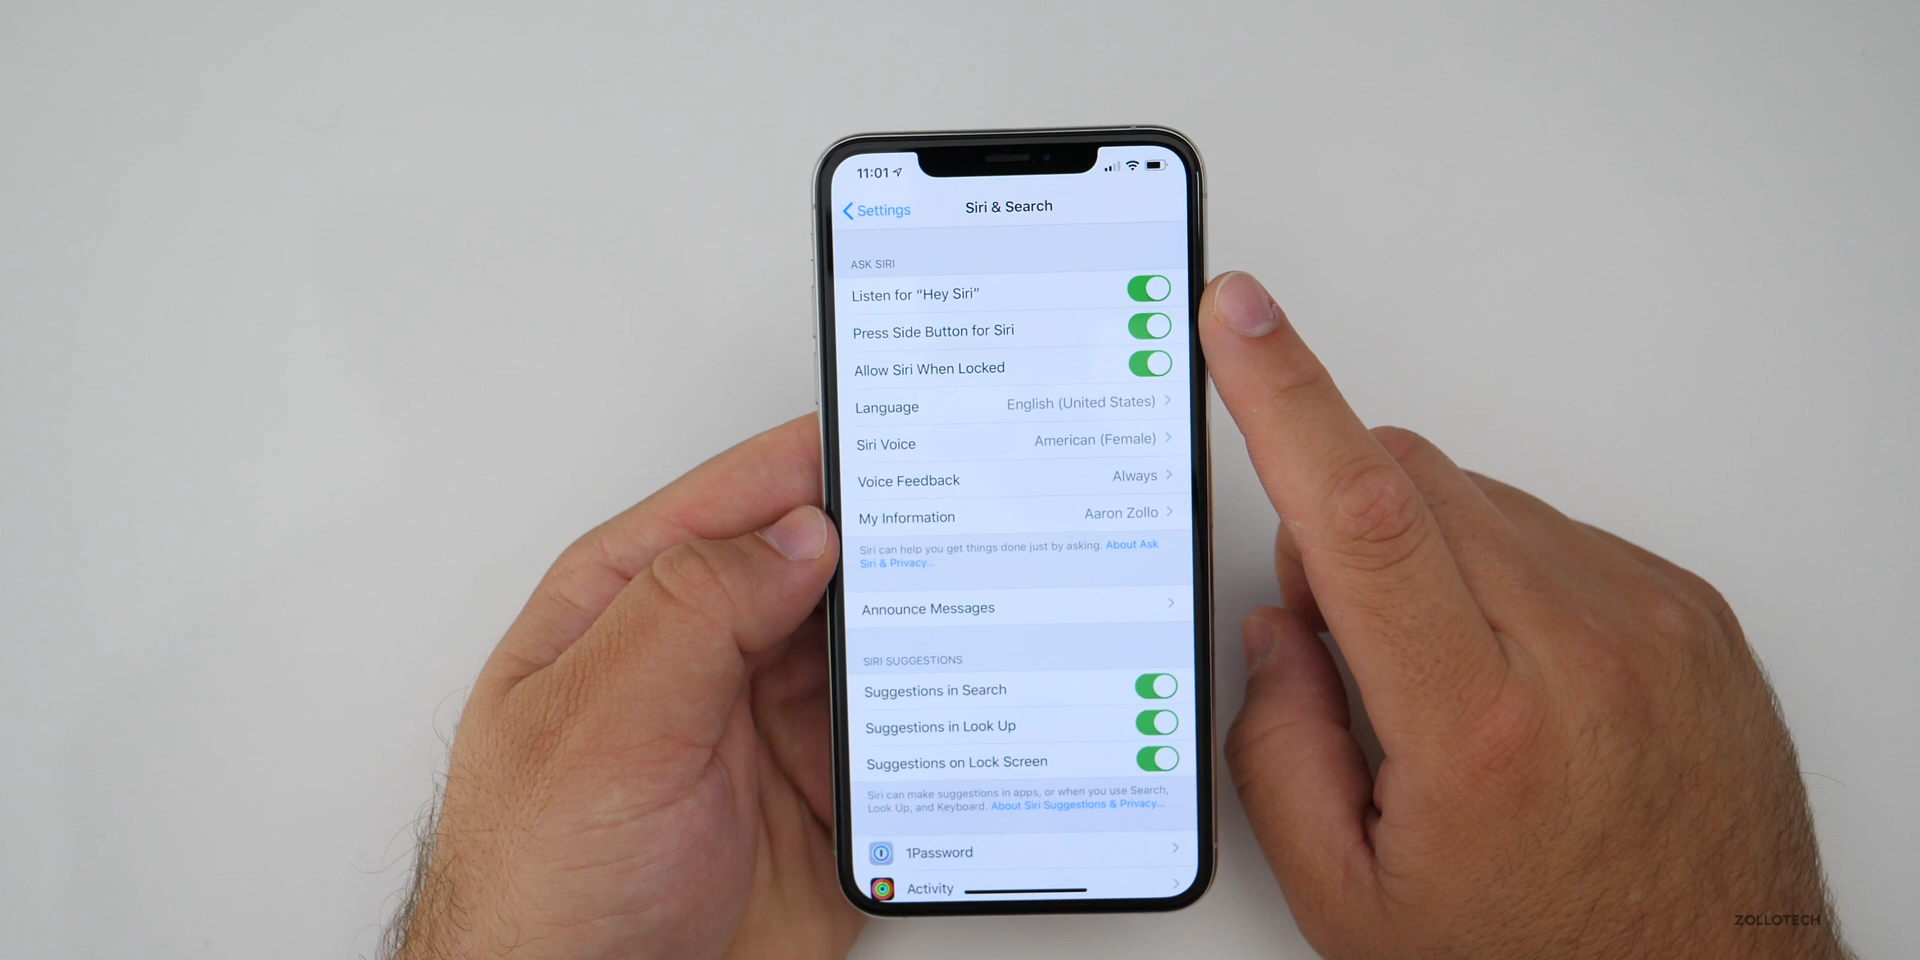 11:01
Settings
Siri & Search
ASK SIRI
Listen for “Hey Siri”
Press Side Button for Siri
Allow Siri When Locked
Language English (United States)
Siri Voice American (Female)
Voice Feedback Always
My Information Aaron Zollo
Siri can help you get things done just by asking. About Ask
Siri & Privacy...
Announce Messages
SIRI SUGGESTIONS
Suggestions in Search
Suggestions in Look Up
Suggestions on Lock Screen
Siri can make suggestions in apps, or when you use Search,
Look Up, and Keyboard. About Siri Suggestions & Privacy...
1Password
Activity
ZOLLOTECH